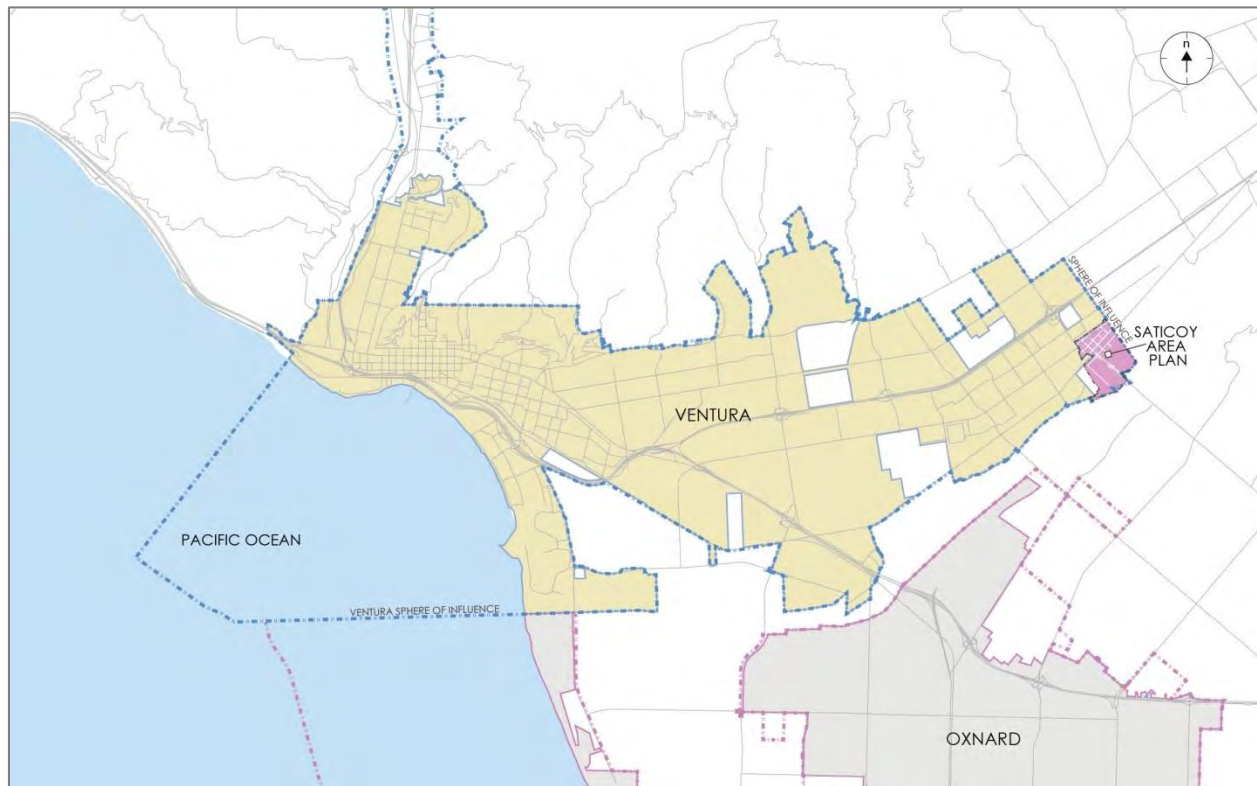 n
SPHERE OF INFLUENCE
SATICOY
AREA
PLAN
VENTURA
PACIFIC OCEAN
VENTURA SPHERE OF INFLUENCE
OXNARD